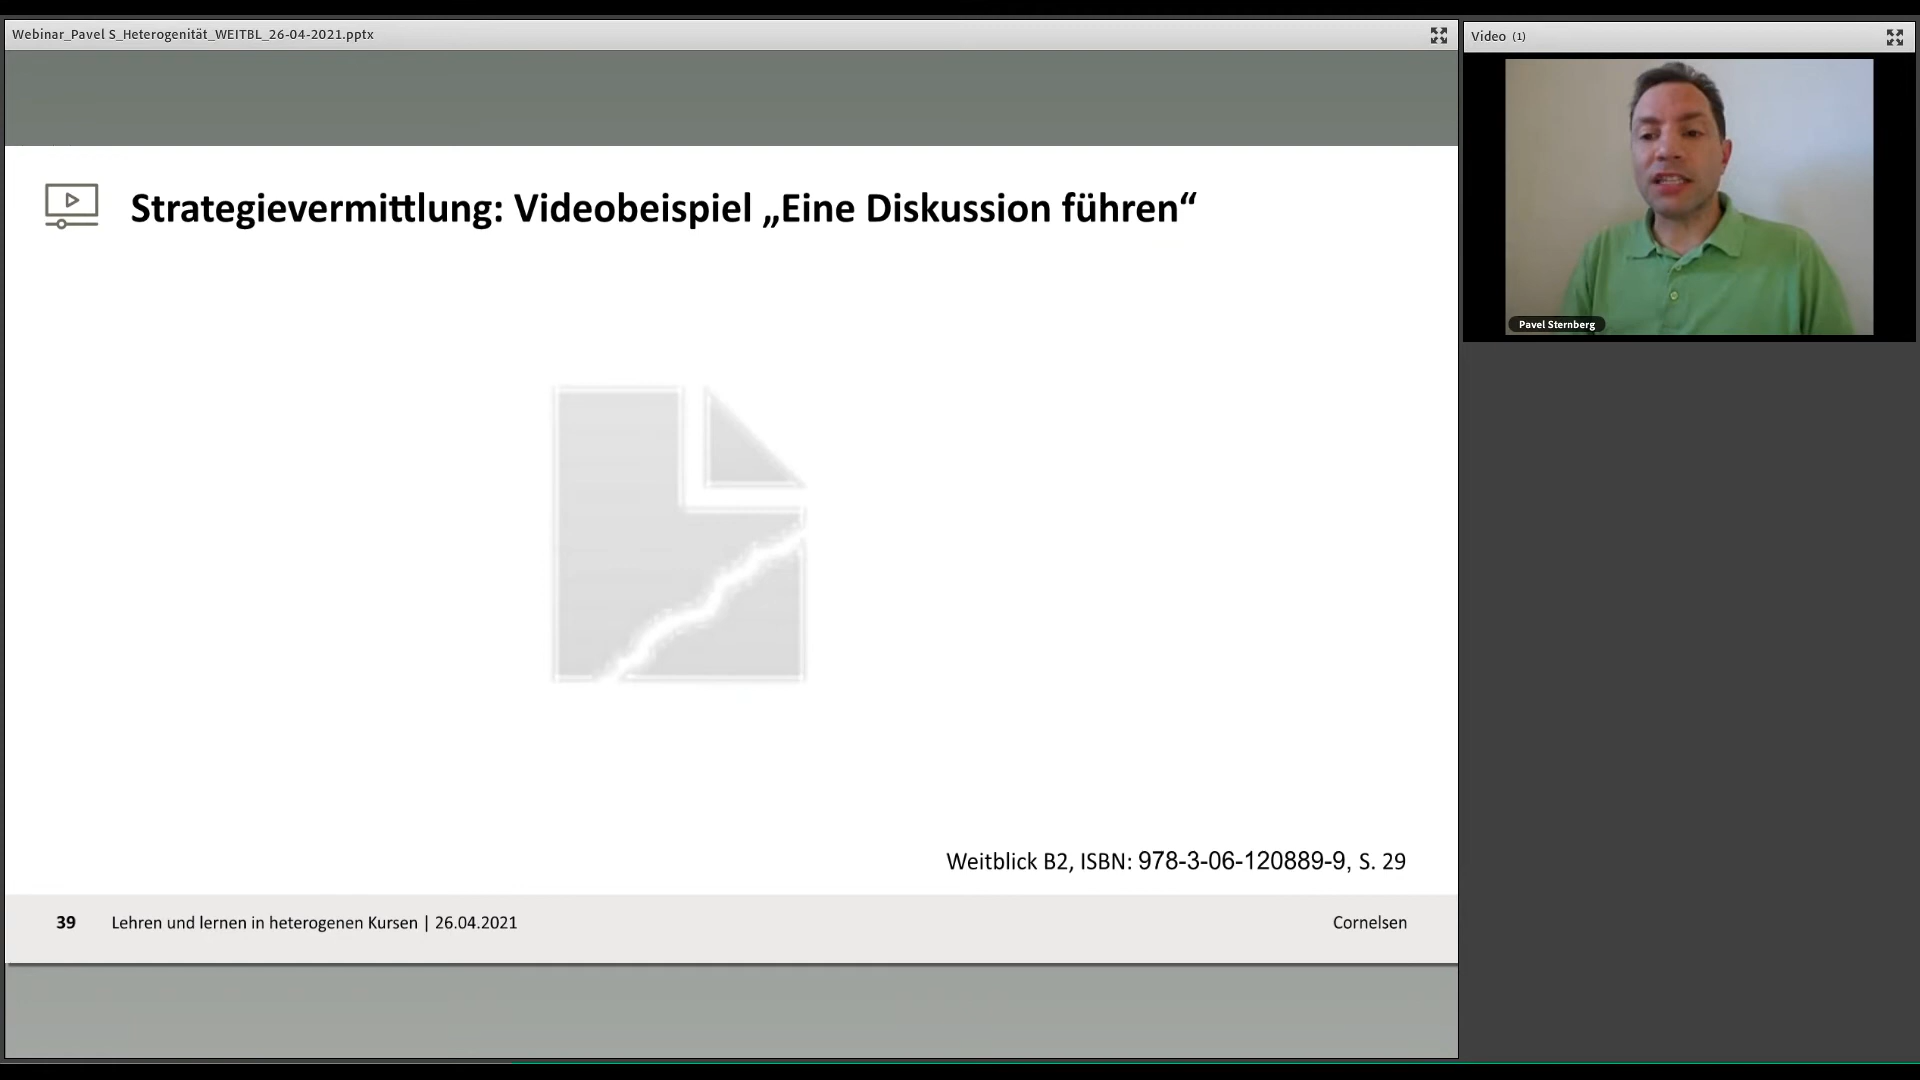 Webinar_Pavel S_Heterogenität_WEITBL_26-04-2021.pptx
Video (1)
Strategievermittlung: Videobeispiel „Eine Diskussion führen“
Pavel Sternberg
Weitblick B2, ISBN: 978-3-06-120889-9, S. 29
39 Lehren und lernen in heterogenen Kursen | 26.04.2021
Cornelsen